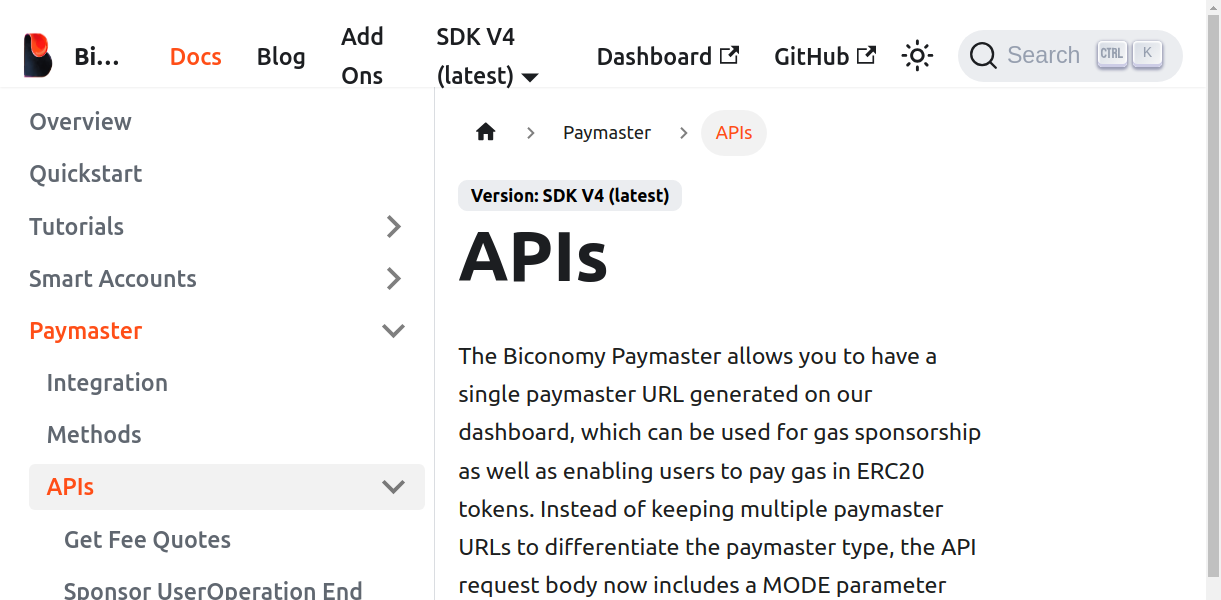 Bi...
Docs
Blog
Add
Ons
SDK V4
(latest)
Dashboard
GitHub
Search
CTRL
K
Overview
Quickstart
Tutorials
Smart Accounts
Paymaster
Integration
Methods
APIs
Get Fee Quotes
Sponsor UserOperation End
Paymaster
APIs
Version: SDK V4 (latest)
APIs
The Biconomy Paymaster allows you to have a
single paymaster URL generated on our
dashboard, which can be used for gas sponsorship
as well as enabling users to pay gas in ERC20
tokens. Instead of keeping multiple paymaster
URLs to differentiate the paymaster type, the API
request body now includes a MODE parameter